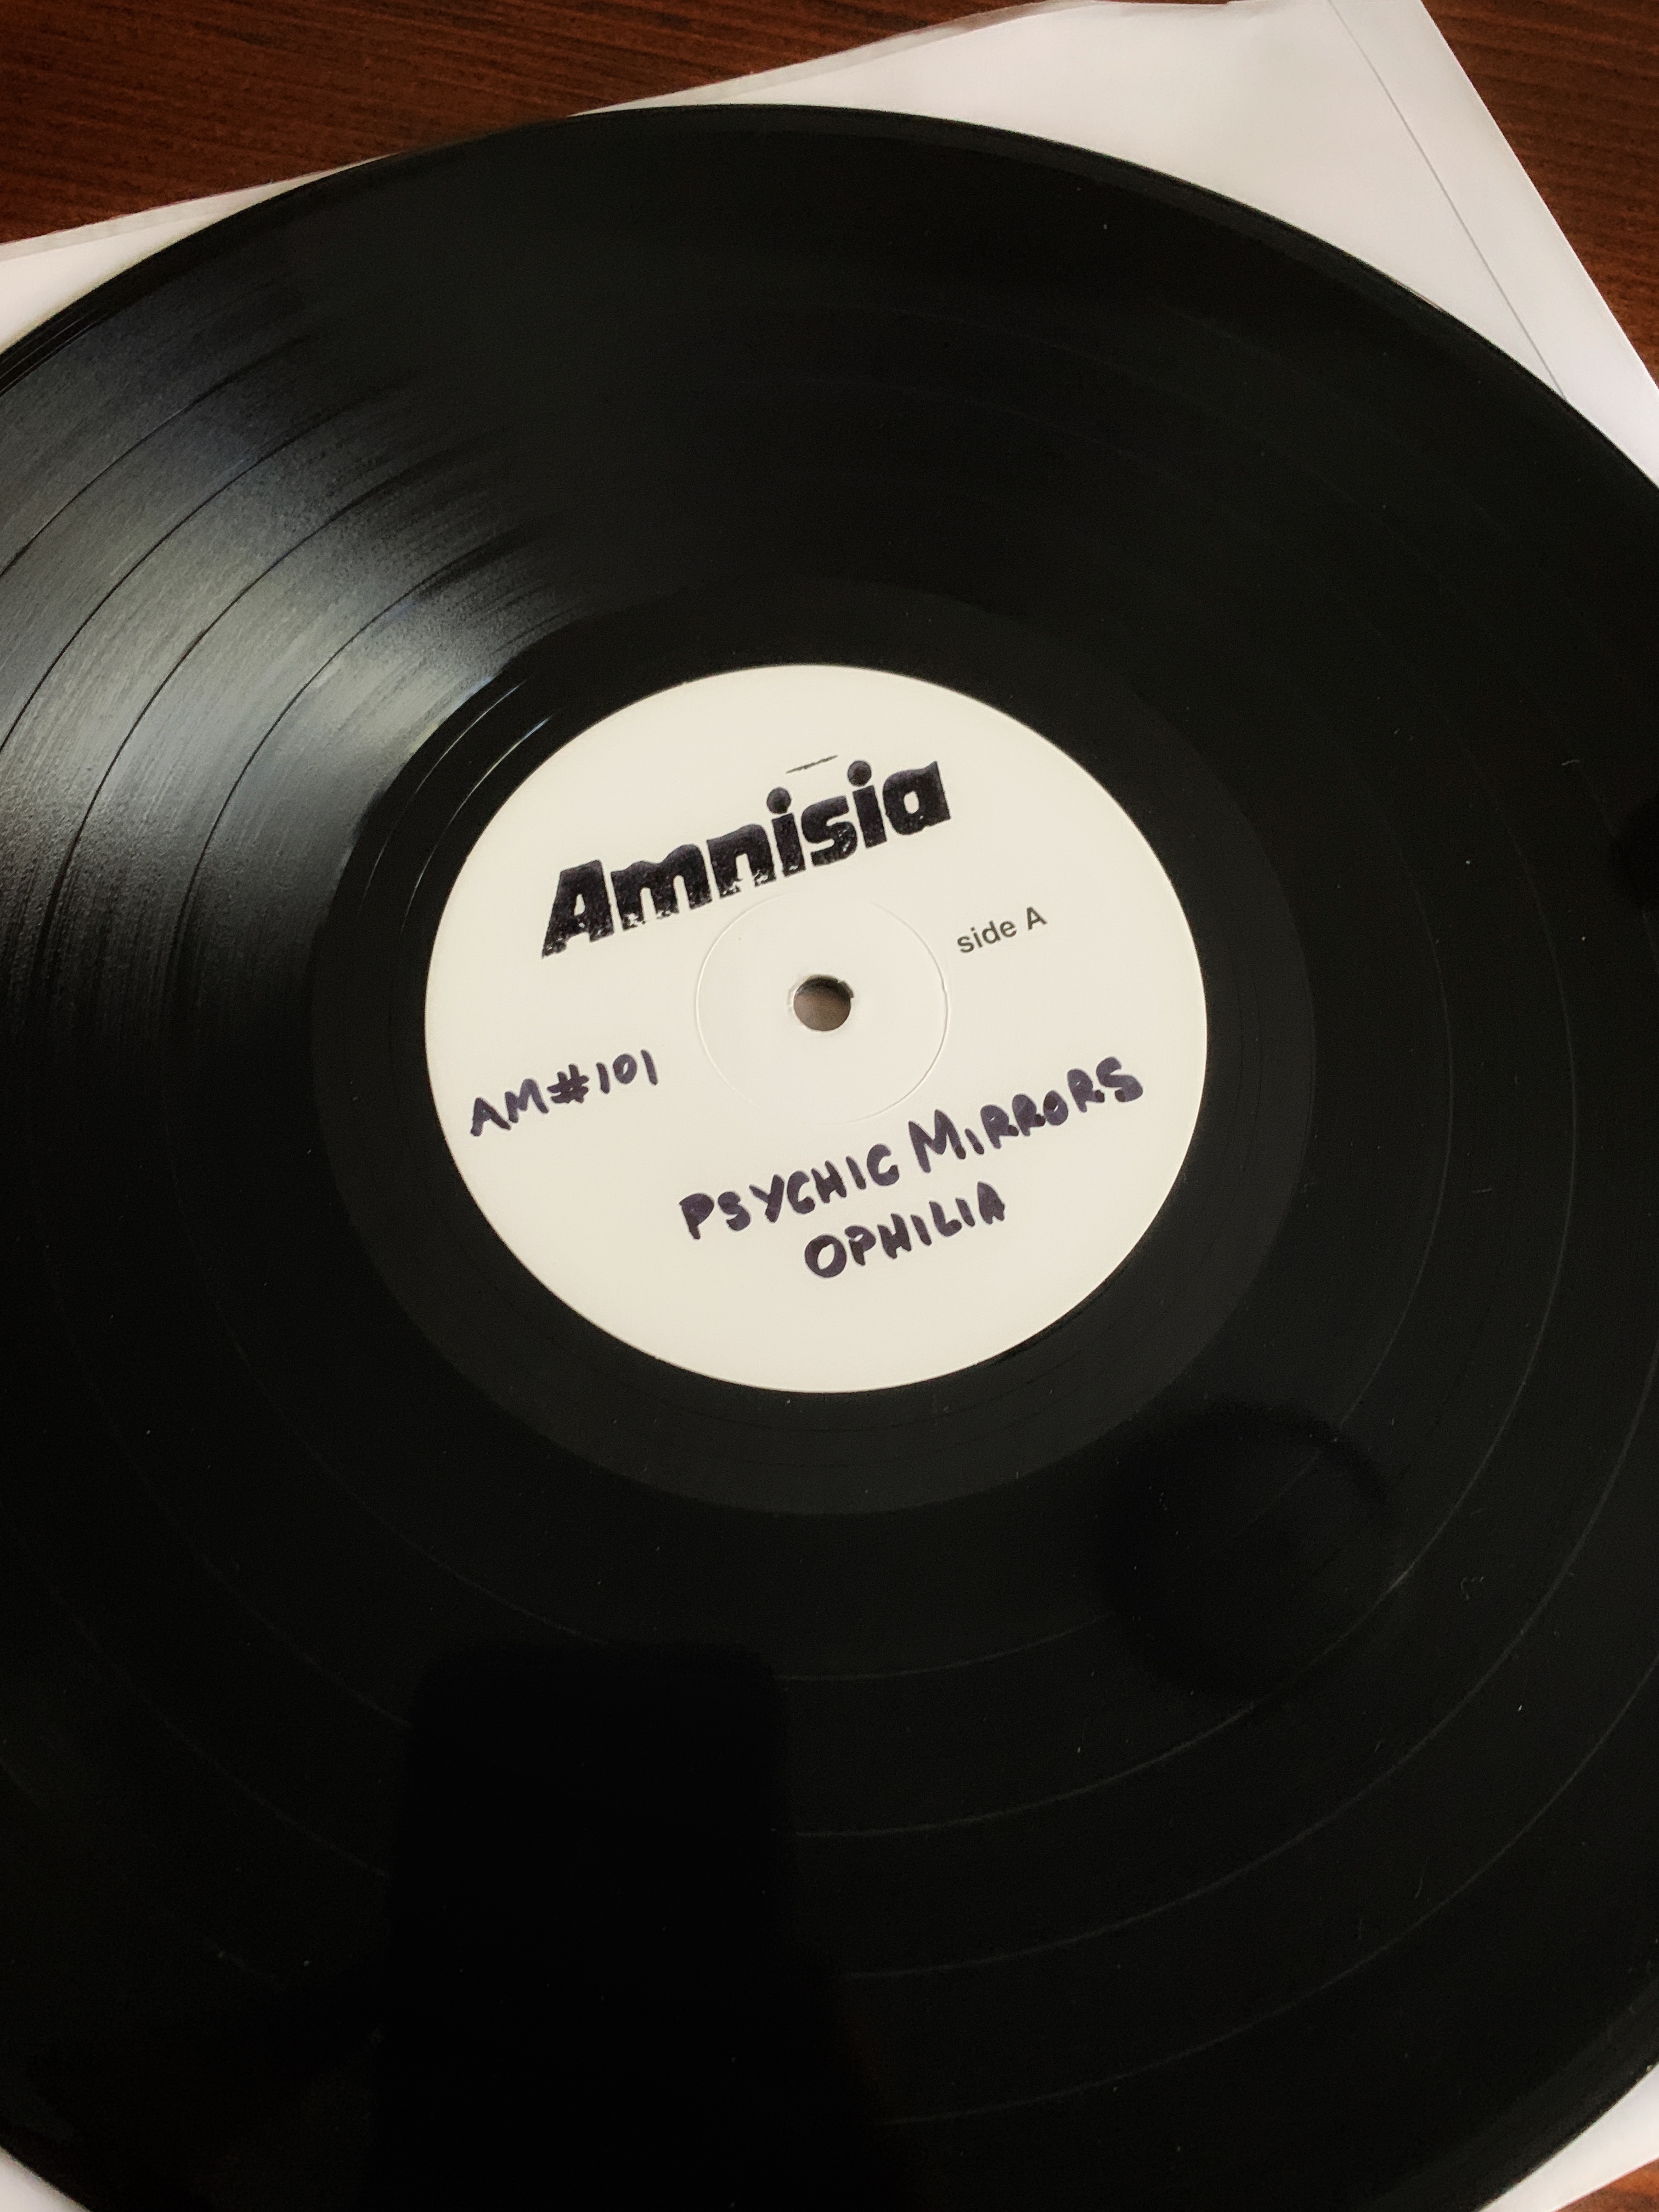 Amnisia
side A
AM#101
PSYCHIC MIRRORS
OPHILIA